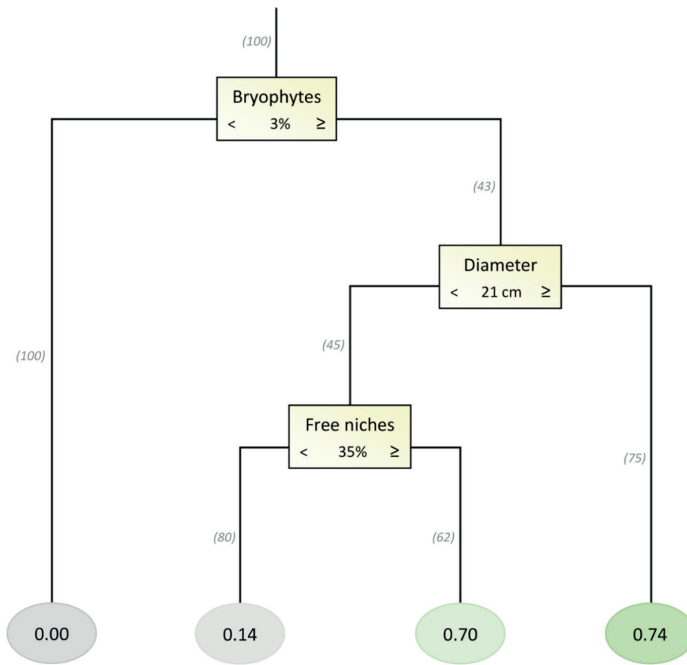 (100)
Bryophytes
< 3% ≥
(43)
Diameter
< 21 cm ≥
(100)
(45)
Free niches
< 35% ≥
(75)
(80)
(62)
0.00
0.14
0.70
0.74